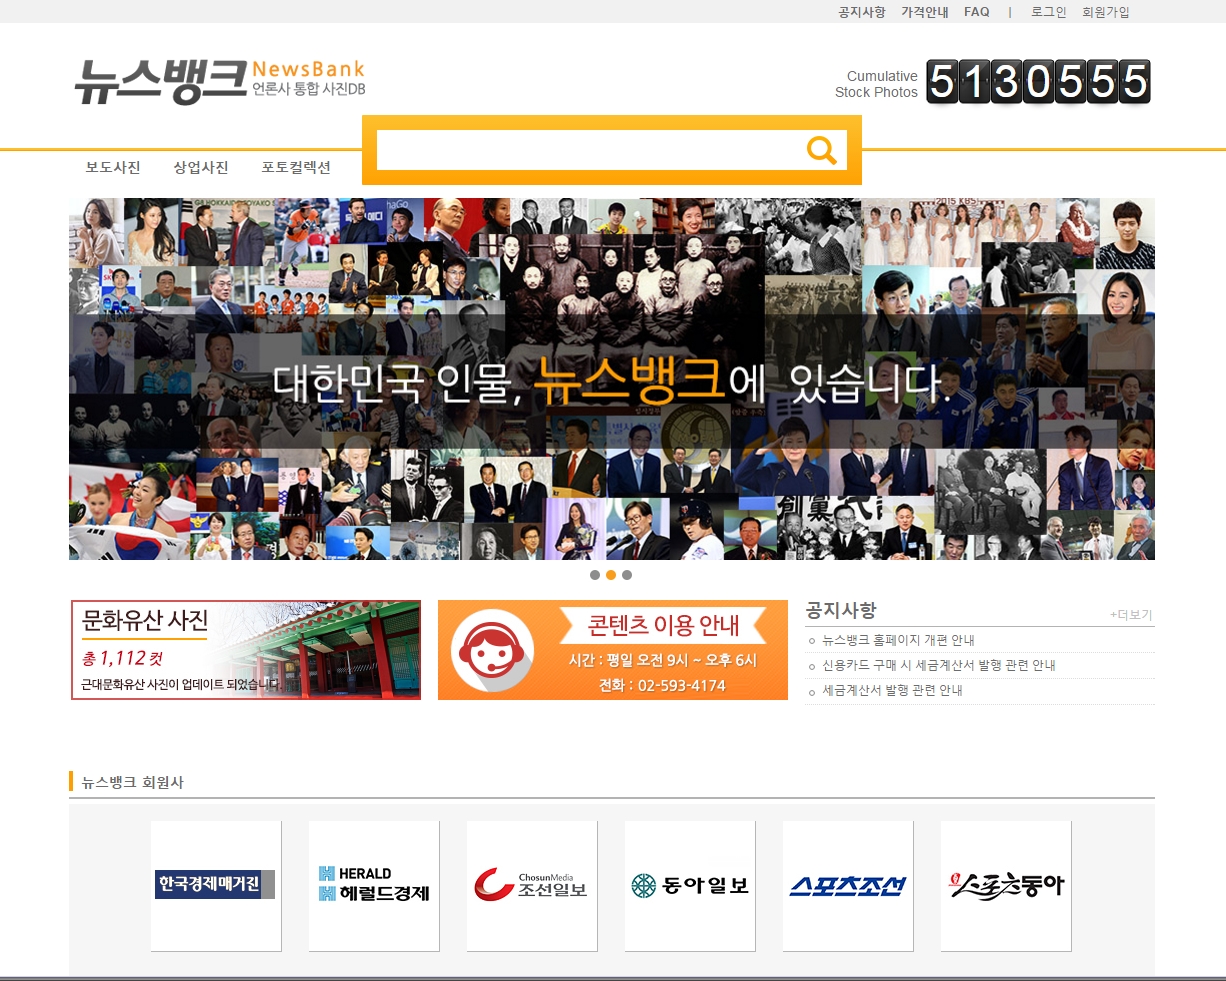 공지사항 가격안내 FAQ | 로그인 회원가입
뉴스뱅크 NewsBank
언론사 통합 사진DB
Cumulative
Stock Photos
5130555
보도사진 상업사진 포토컬렉션
대한민국 인물, 뉴스뱅크에 있습니다.
문화유산 사진
총 1,112 컷
근대문화유산 사진이 업데이트 되었습니다.
콘텐츠 이용 안내
시간 : 평일 오전 9시 ~ 오후 6시
전화 : 02-593-4174
공지사항 +더보기
뉴스뱅크 홈페이지 개편 안내
신용카드 구매 시 세금계산서 발행 관련 안내
세금계산서 발행 관련 안내
뉴스뱅크 회원사
한국경제매거진
HERALD
헤럴드경제
ChosunMedia
조선일보
동아일보
스포츠조선
스포츠동아